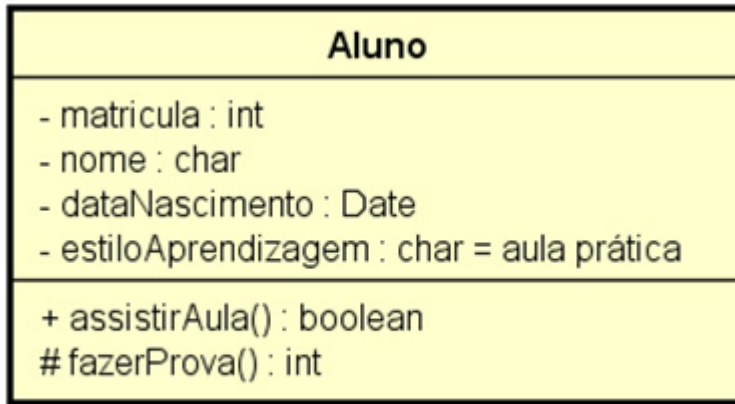 Aluno
- matricula : int
- nome : char
- dataNascimento : Date
- estiloAprendizagem : char = aula prática
+ assistirAula() : boolean
# fazerProva() : int